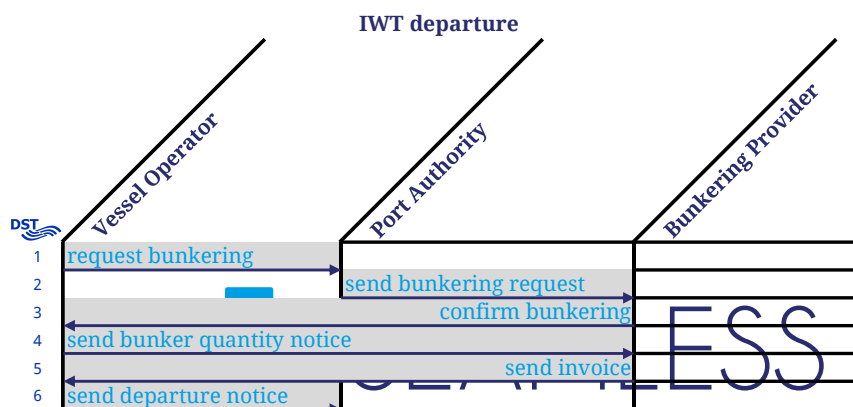 IWT departure
Vessel Operator
Port Authority
Bunkering Provider
DST
1 request bunkering
2 send bunkering request
3 confirm bunkering
4 send bunker quantity notice
5 send invoice
6 send departure notice